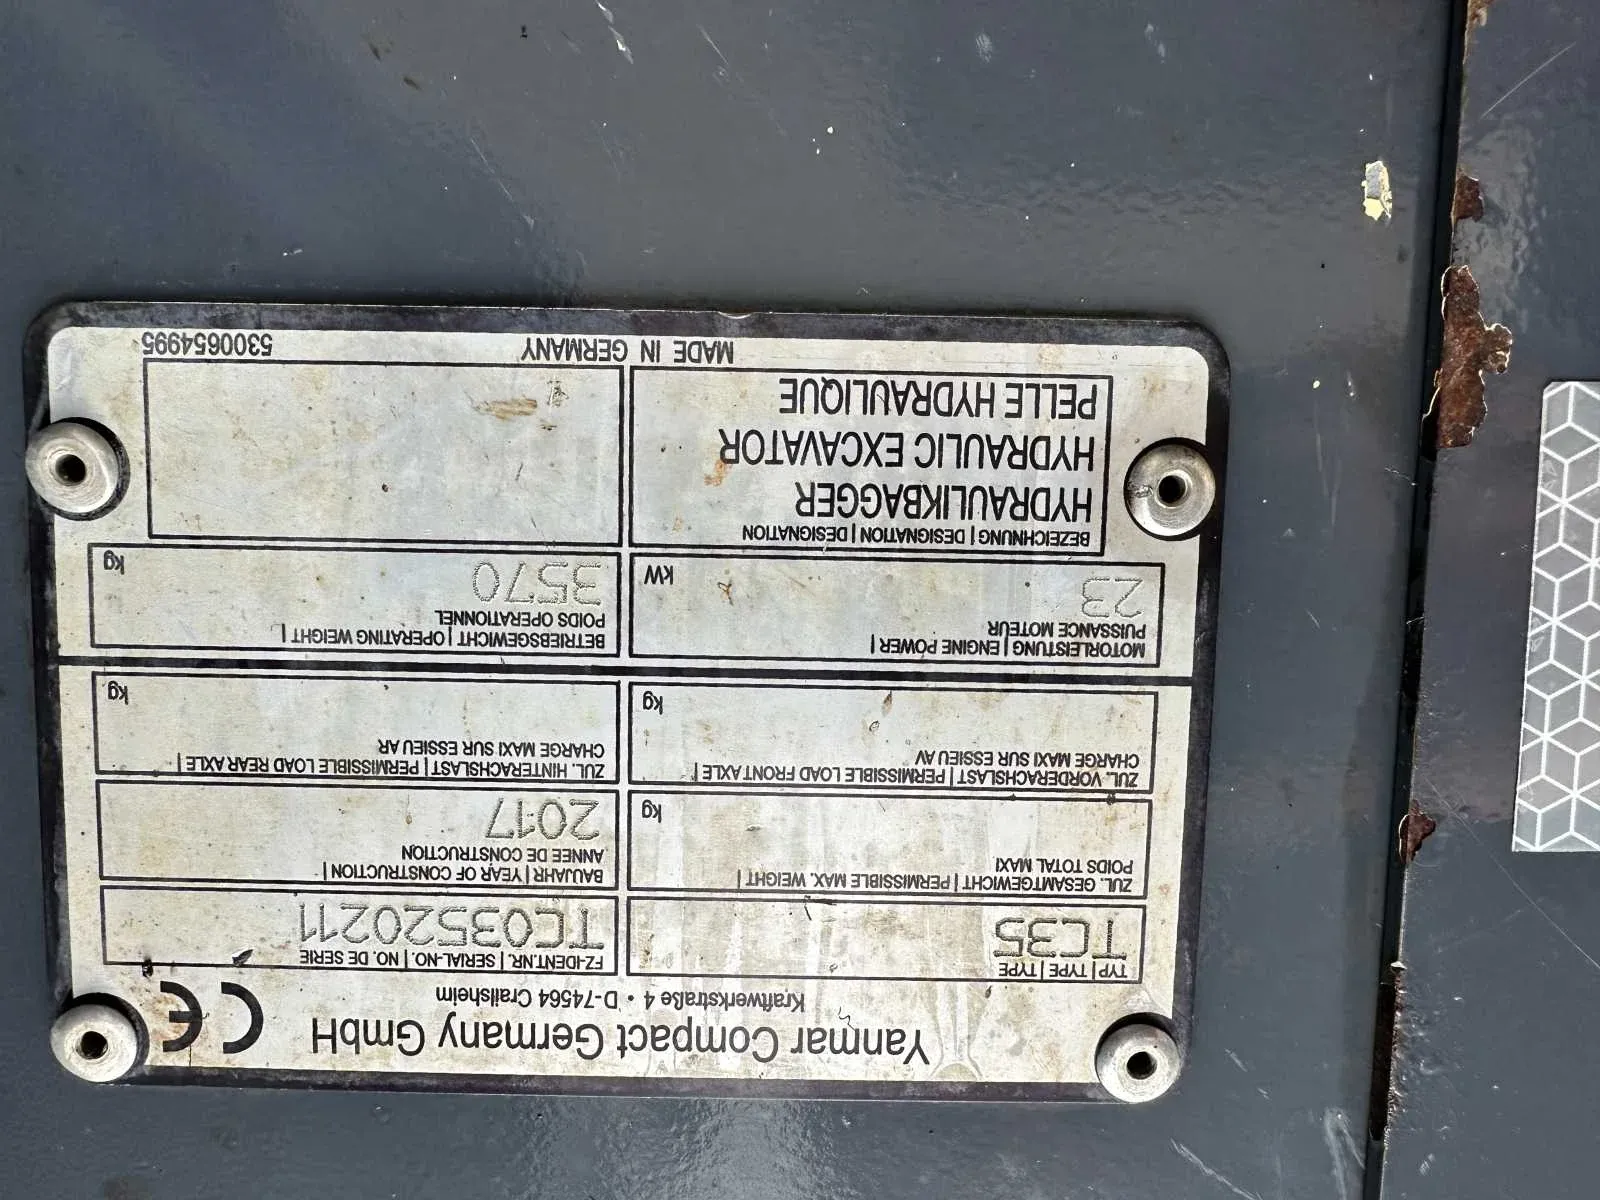 Yanmar Compact Germany GmbH
Kraftwerkstraße 4 • D-74564 Crailsheim
CE
TYP | TYPE | TYPE
TC35
FZ-IDENT.NR. | SERIAL-NO. | NO. DE SERIE
TC03520211
ZUL. GESAMTGEWICHT | PERMISSIBLE MAX. WEIGHT |
POIDS TOTAL MAXI
kg
BAUJAHR | YEAR OF CONSTRUCTION |
ANNEE DE CONSTRUCTION
2017
ZUL. VORDERACHSLAST | PERMISSIBLE LOAD FRONT AXLE |
CHARGE MAXI SUR ESSIEU AV
kg
ZUL. HINTERACHSLAST | PERMISSIBLE LOAD REAR AXLE |
CHARGE MAXI SUR ESSIEU AR
kg
MOTORLEISTUNG | ENGINE POWER |
PUISSANCE MOTEUR
23 kW
BETRIEBSGEWICHT | OPERATING WEIGHT |
POIDS OPERATIONNEL
3570 kg
BEZEICHNUNG | DESIGNATION | DESIGNATION
HYDRAULIKBAGGER
HYDRAULIC EXCAVATOR
PELLE HYDRAULIQUE
MADE IN GERMANY
5300654995